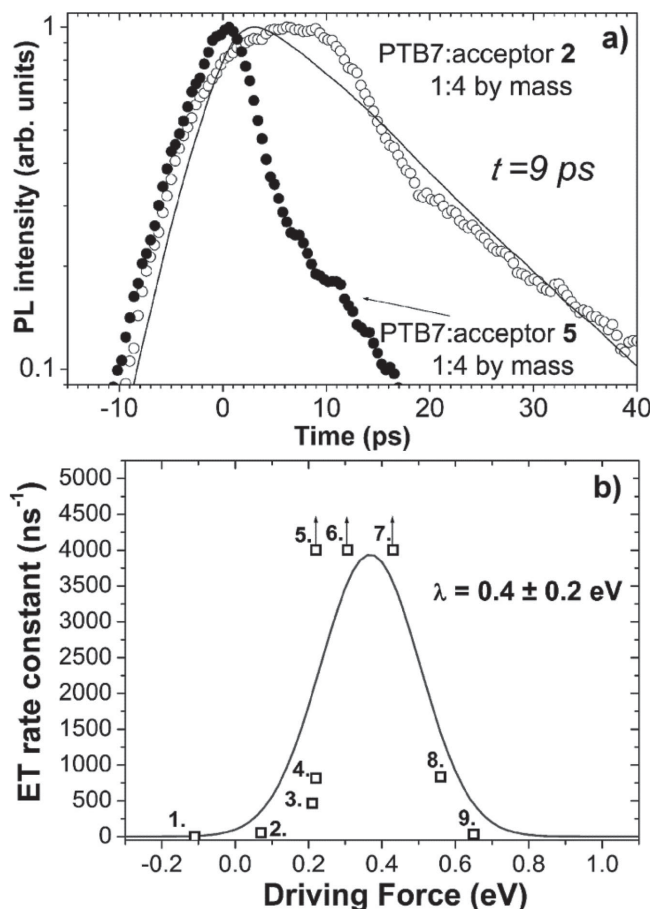 1
a)
PTB7:acceptor 2
1:4 by mass
t =9 ps
PL intensity (arb. units)
PTB7:acceptor 5
1:4 by mass
0.1
-10 0 10 20 30 40
Time (ps)
b)
5000
4500
4000
3500
3000
2500
2000
1500
1000
500
0
5. 6. 7.
λ = 0.4 ± 0.2 eV
4.
3.
8.
1.
2.
9.
ET rate constant (ns⁻¹)
-0.2 0.0 0.2 0.4 0.6 0.8 1.0
Driving Force (eV)